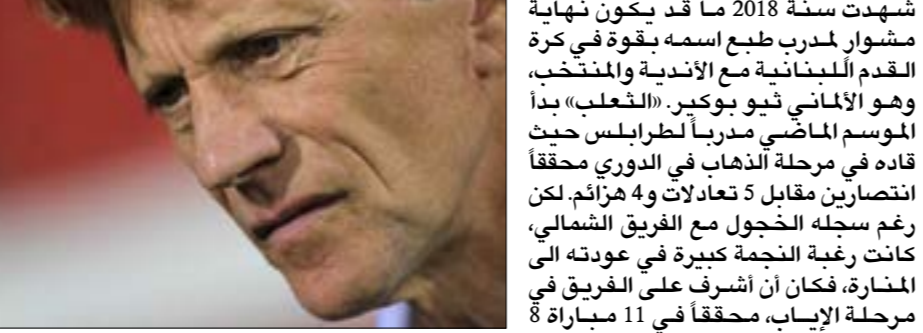 شهدت سنة 2018 ما قد يكون نهاية
مشوار لمدرب طبع اسمه بقوة في كرة
القدم اللبنانية مع الأندية والمنتخب،
وهو الألماني ثيو بوكير. «الثعلب» بدأ
الموسم الماضي مدرباً لطرابلس حيث
قاده في مرحلة الذهاب في الدوري محققاً
انتصارين مقابل 5 تعادلات و4 هزائم. لكن
رغم سجله الخجول مع الفريق الشمالي،
كانت رغبة النجمة كبيرة في عودته الى
المنارة، فكان أن أشرف على الفريق في
مرحلة الإياب، محققاً في 11 مباراة 8